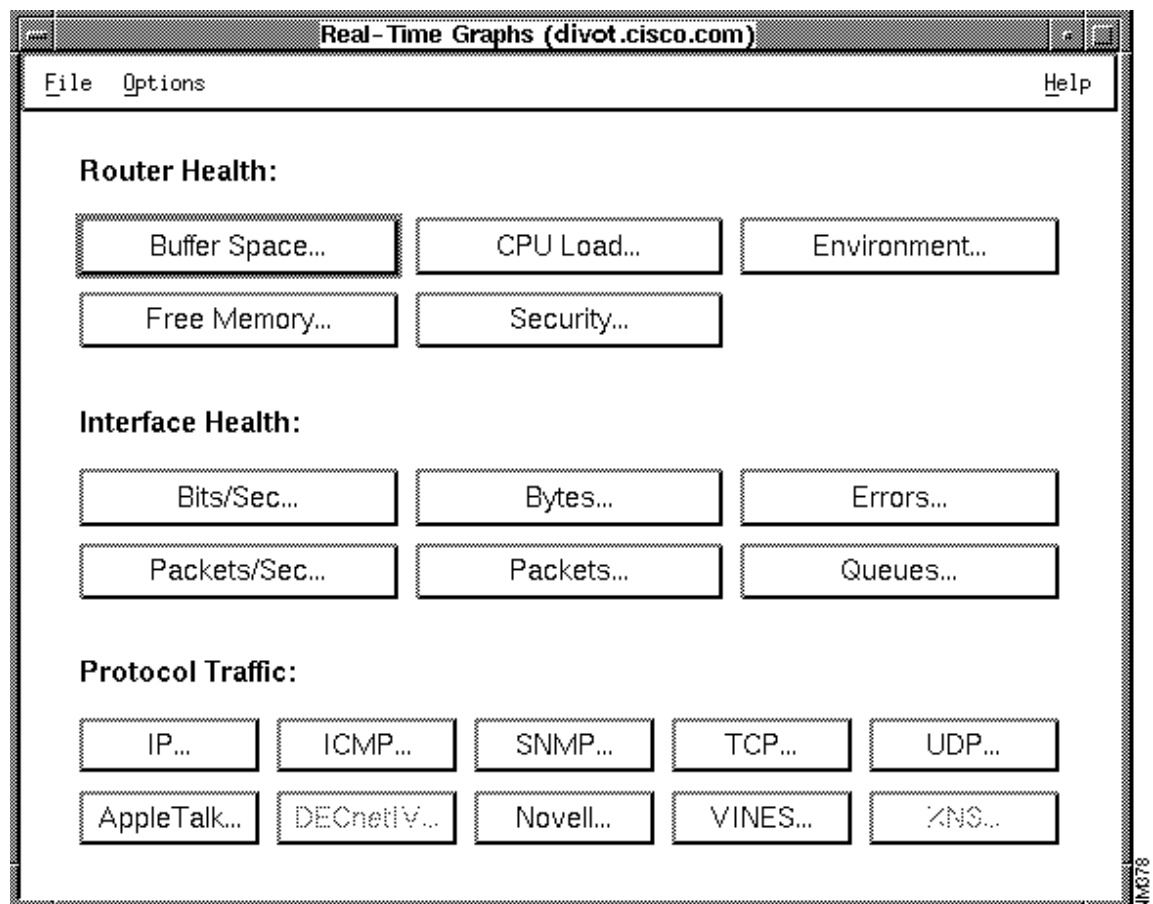 Real-Time Graphs (divot.cisco.com)
File Options Help
Router Health:
Buffer Space... CPU Load... Environment...
Free Memory... Security...
Interface Health:
Bits/Sec... Bytes... Errors...
Packets/Sec... Packets... Queues...
Protocol Traffic:
IP... ICMP... SNMP... TCP... UDP...
AppleTalk... DECnetIV... Novell... VINES... XNS...
NM378